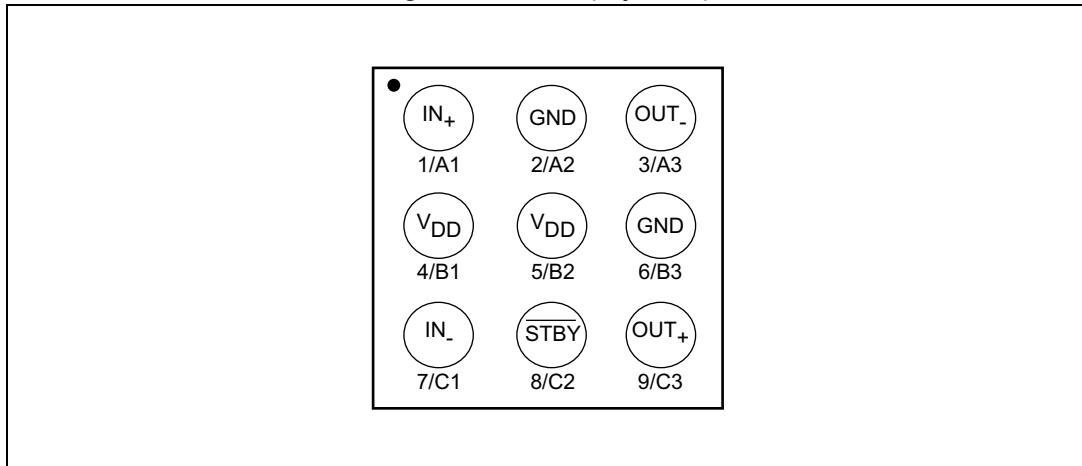 IN+ GND OUT-
1/A1 2/A2 3/A3
VDD VDD GND
4/B1 5/B2 6/B3
IN- STBY OUT+
7/C1 8/C2 9/C3